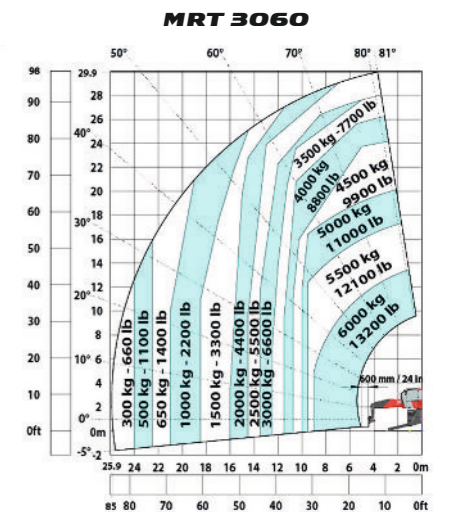 MRT 3060
50° 60° 70° 80° 81°
98 29.9
28
90
26
80 24
40°
22
70
20
60 18
30°
16
50
14
12
40
20° 10
30
8
20 10° 6
4
10
2
0° 
0ft 0m
-5° -2
3500 kg -7700 lb
4000 kg
8800 lb
4500 kg
9900 lb
5000 kg
11000 lb
5500 kg
12100 lb
6000 kg
13200 lb
600 mm / 24 in
300 kg - 660 lb
500 kg - 1100 lb
650 kg - 1400 lb
1000 kg - 2200 lb
1500 kg - 3300 lb
2000 kg - 4400 lb
2500 kg - 5500 lb
3000 kg - 6600 lb
25.9 24 22 20 18 16 14 12 10 8 6 4 2 0m
85 80 70 60 50 40 30 20 10 0ft